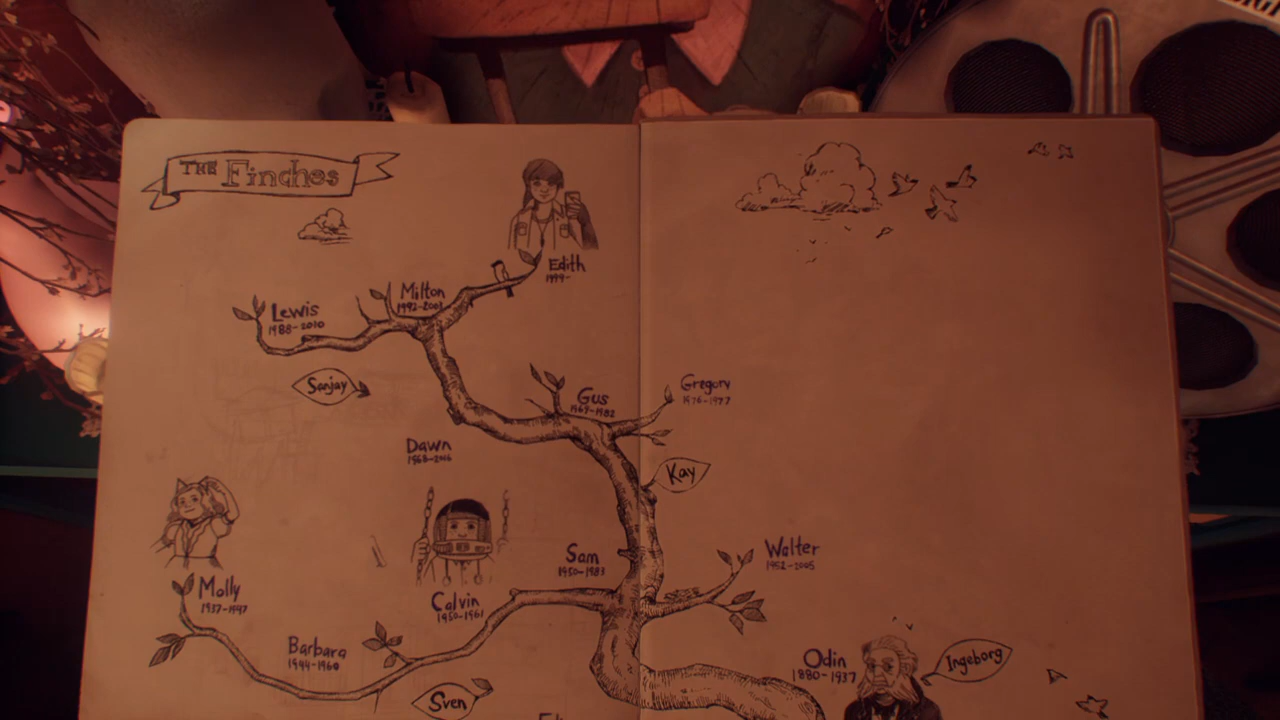 THE Finches
Edith
1999-
Milton
1992-2003
Lewis
1988-2010
Sanjay
Gus
1969-1982
Gregory
1976-1977
Dawn
1968-2016
Kay
Sam
1950-1983
Walter
1952-2005
Molly
1937-1947
Calvin
1950-1961
Barbara
1944-1960
Odin
1880-1937
Ingeborg
Sven